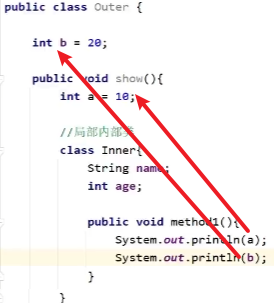 public class Outer {
int b = 20;
public void show(){
int a = 10;
//局部内部类
class Inner{
String name;
int age;
public void method1(){
System.out.println(a);
System.out.println(b);
}
}